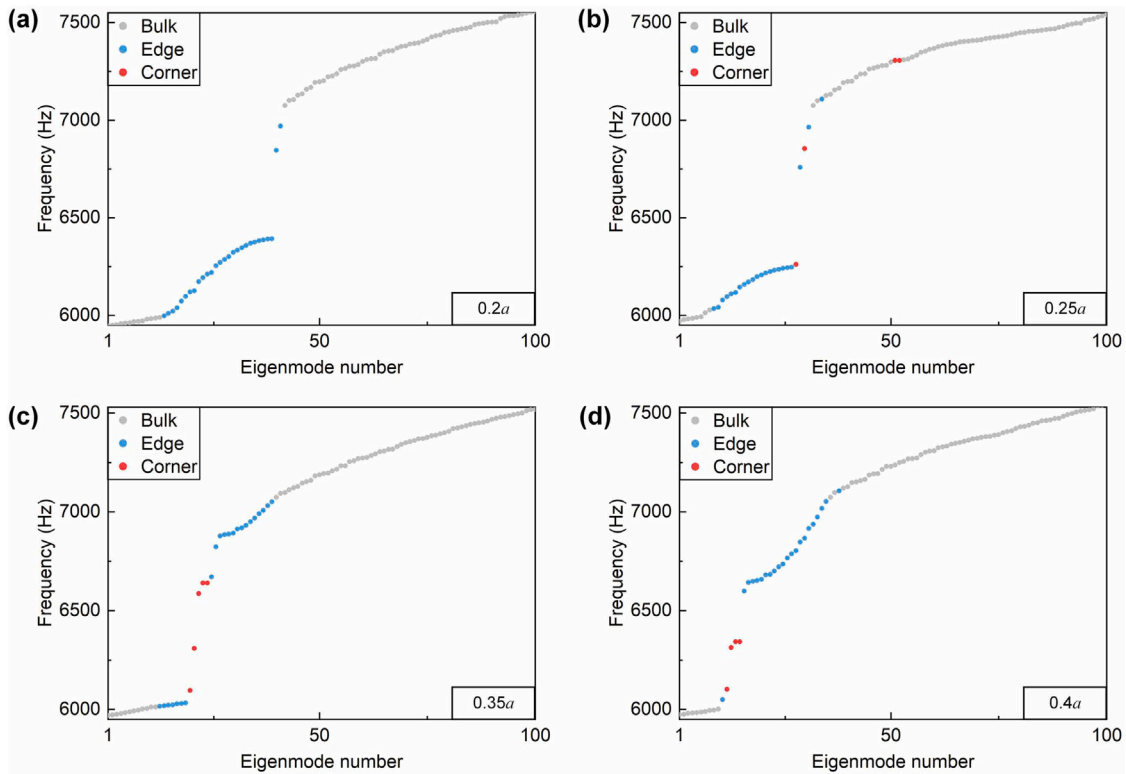 (a)
Frequency (Hz)
7500
7000
6500
6000
Bulk
Edge
Corner
0.2a
1
50
100
Eigenmode number
(b)
Frequency (Hz)
7500
7000
6500
6000
Bulk
Edge
Corner
0.25a
1
50
100
Eigenmode number
(c)
Frequency (Hz)
7500
7000
6500
6000
Bulk
Edge
Corner
0.35a
1
50
100
Eigenmode number
(d)
Frequency (Hz)
7500
7000
6500
6000
Bulk
Edge
Corner
0.4a
1
50
100
Eigenmode number